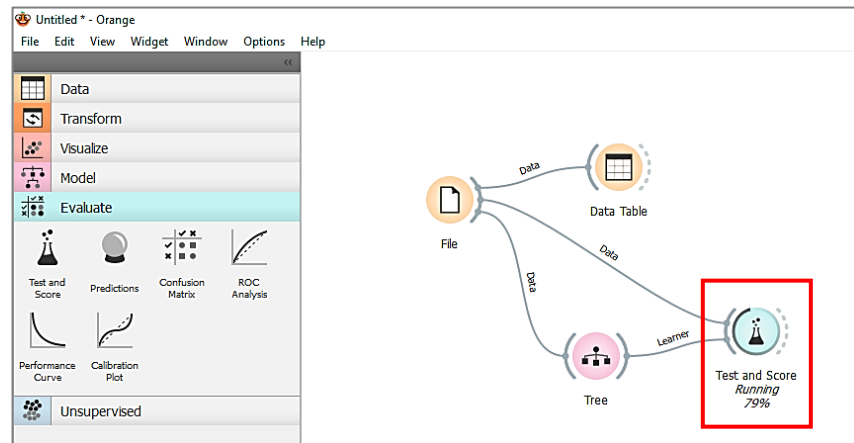 Untitled * - Orange
File Edit View Widget Window Options Help
Data
Transform
Visualize
Model
Evaluate
Test and Score
Predictions
Confusion Matrix
ROC Analysis
Performance Curve
Calibration Plot
Unsupervised
File
Data
Data Table
Data
Data
Tree
Learner
Test and Score
Running
79%